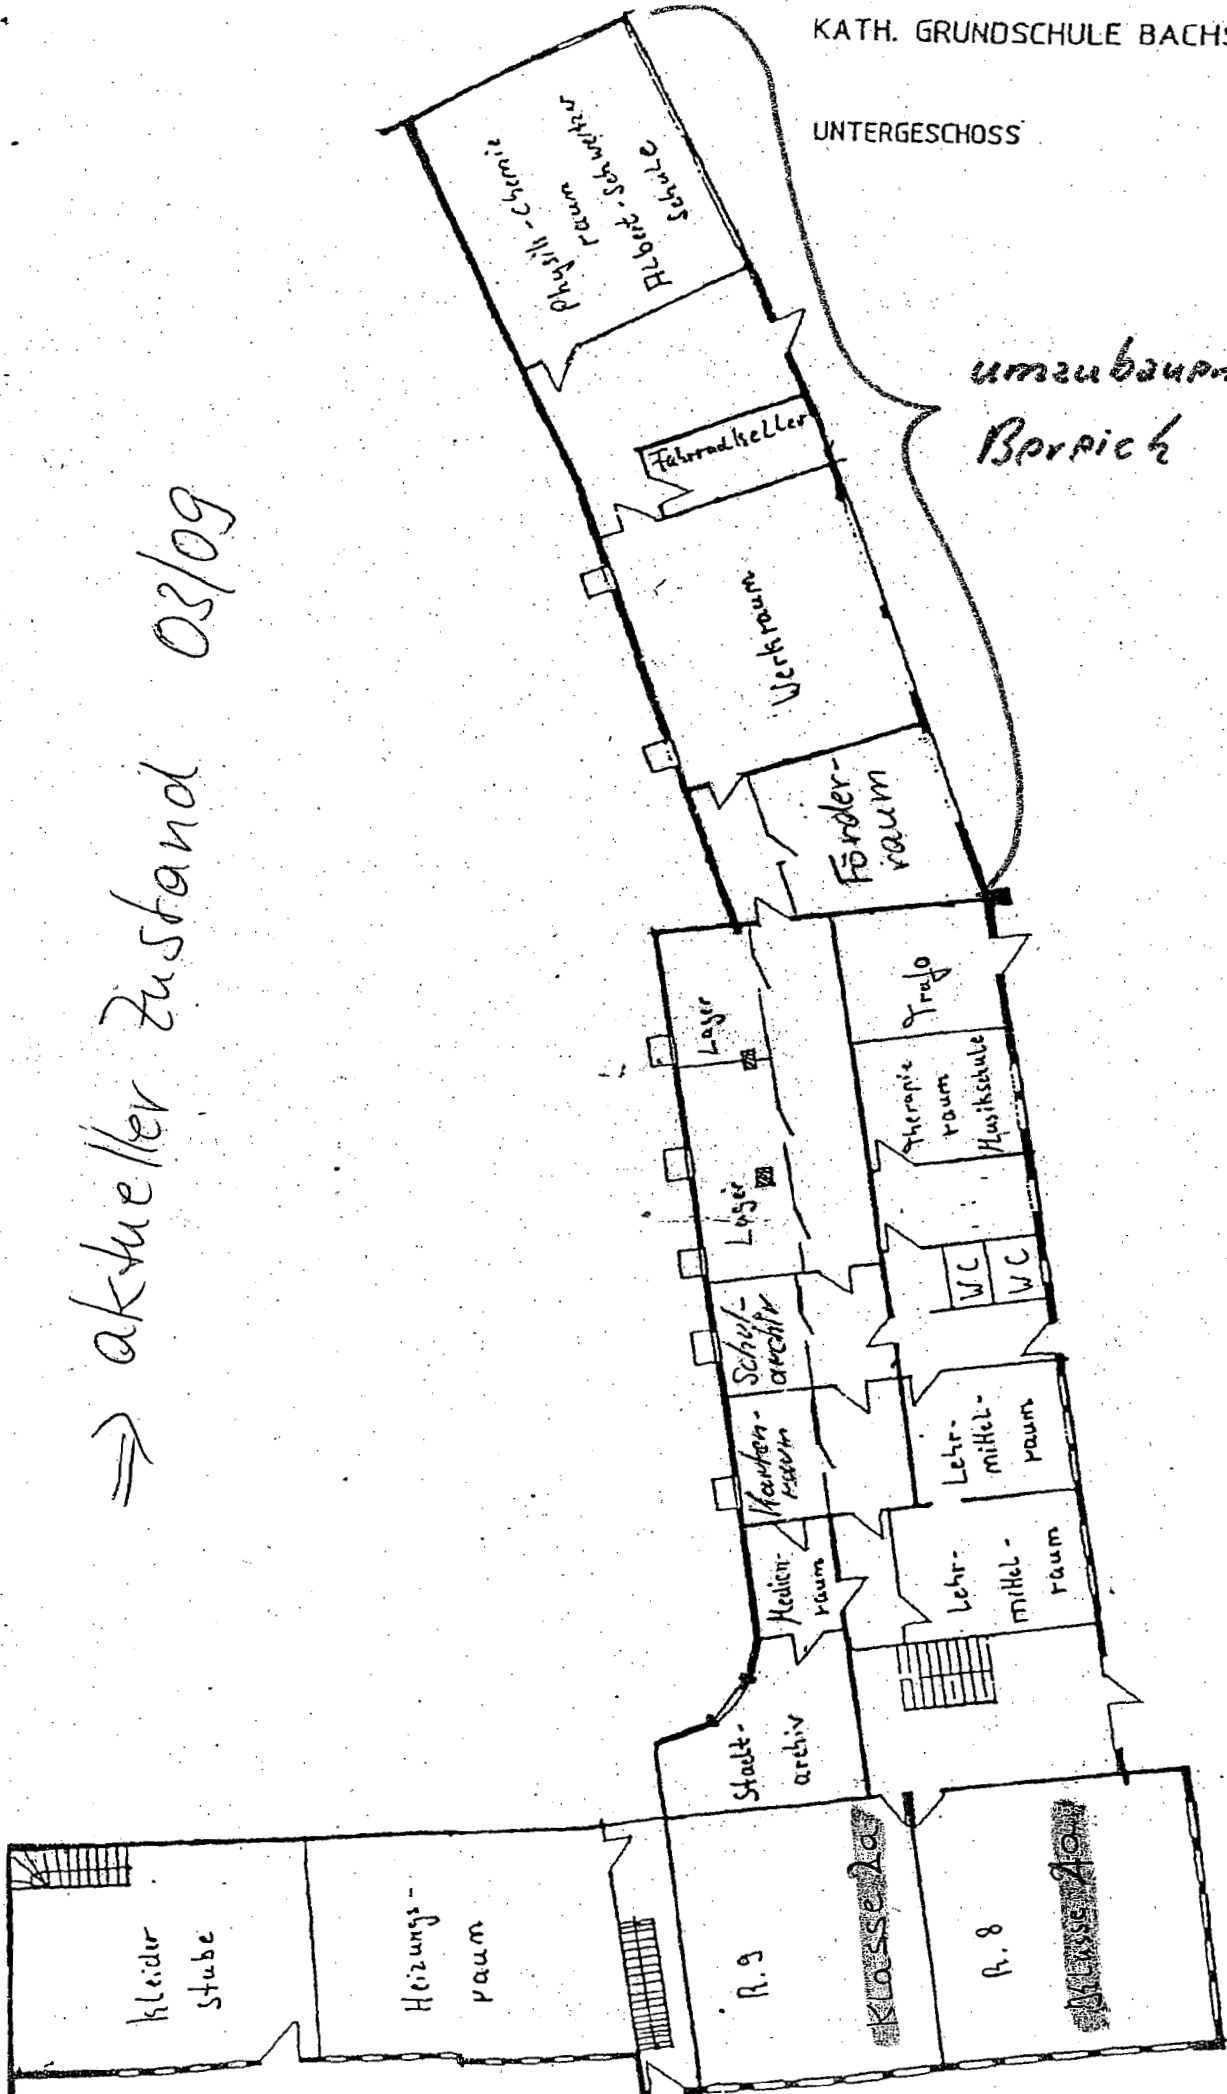 KATH. GRUNDSCHULE BACHS
UNTERGESCHOSS
umzubauen
Bereich
=> aktueller Zustand 03/09
Physik-Chemie
raum
Albert-Schweitzer
Schule
Fahrradkeller
Werkraum
Förder-
raum
Lager
Trafo
Therapie
raum
Musikschule
Lager
WC
WC
Schul-
archiv
Karten-
raum
Lehr-
mittel-
raum
Medien-
raum
Lehr-
mittel-
raum
Stadt-
archiv
Kleider
stube
Heizungs-
raum
R.9
Klasse 2a
R.8